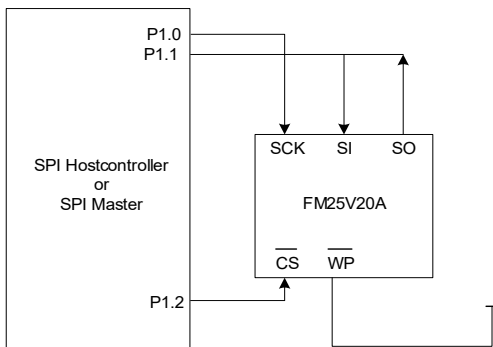 P1.0
P1.1
SCK SI SO
SPI Hostcontroller
or
SPI Master
FM25V20A
CS WP
P1.2